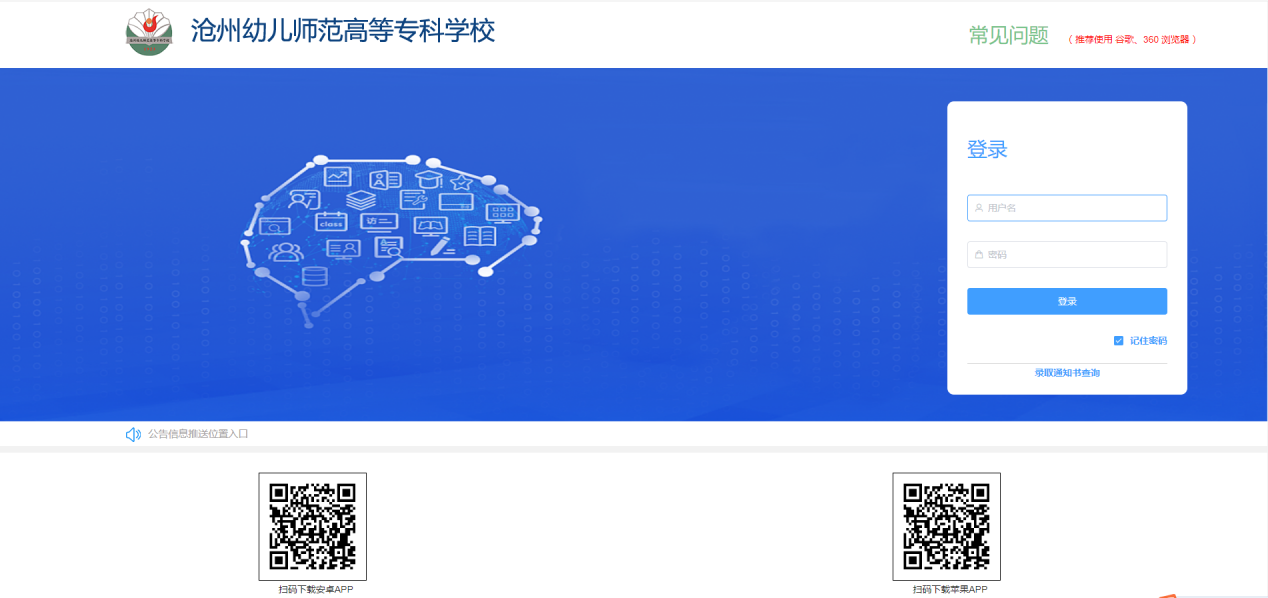 沧州幼儿师范高等专科学校
常见问题
（ 推荐使用 谷歌、360 浏览器 ）
登录
用户名
密码
登录
记住密码
录取通知书查询
class
访
公告信息推送位置入口
扫码下载安卓APP
扫码下载苹果APP